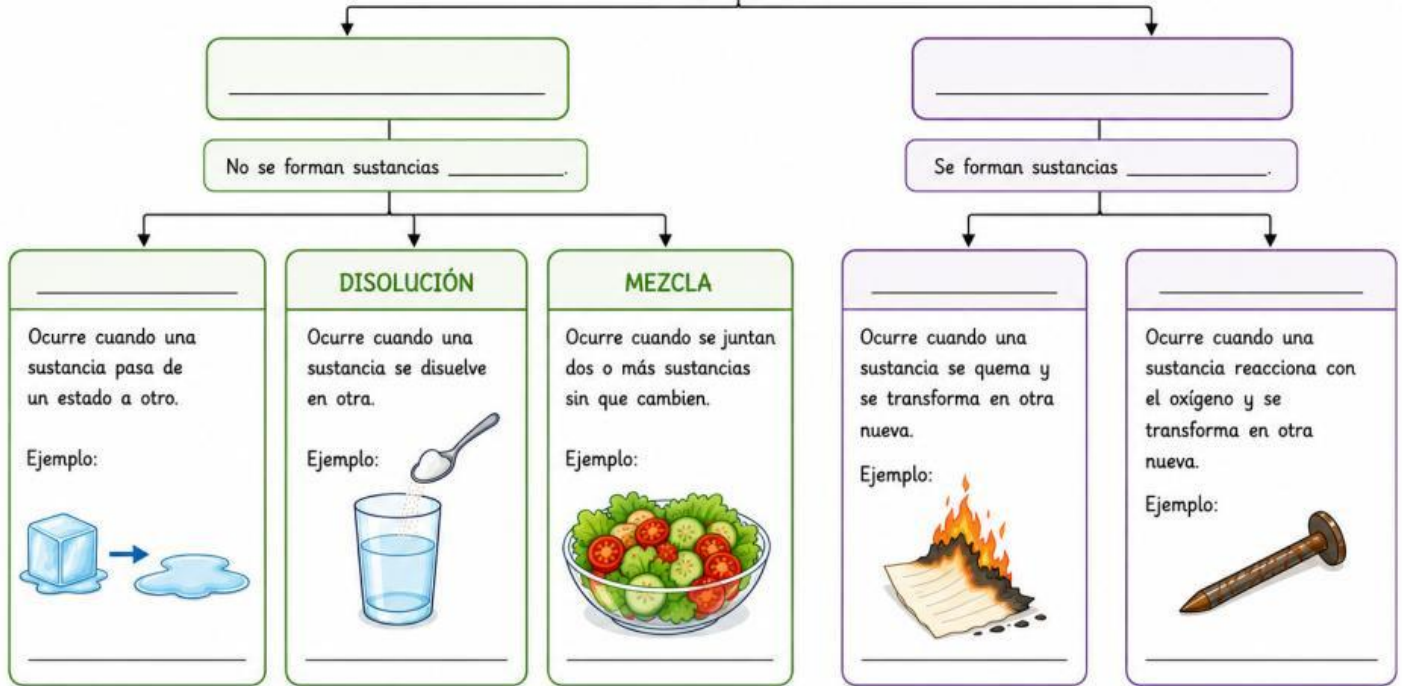 No se forman sustancias __________.
Se forman sustancias __________.
DISOLUCIÓN
MEZCLA
Ocurre cuando una
sustancia pasa de
un estado a otro.
Ejemplo:
Ocurre cuando una
sustancia se disuelve
en otra.
Ejemplo:
Ocurre cuando se juntan
dos o más sustancias
sin que cambien.
Ejemplo:
Ocurre cuando una
sustancia se quema y
se transforma en otra
nueva.
Ejemplo:
Ocurre cuando una
sustancia reacciona con
el oxígeno y se
transforma en otra
nueva.
Ejemplo: